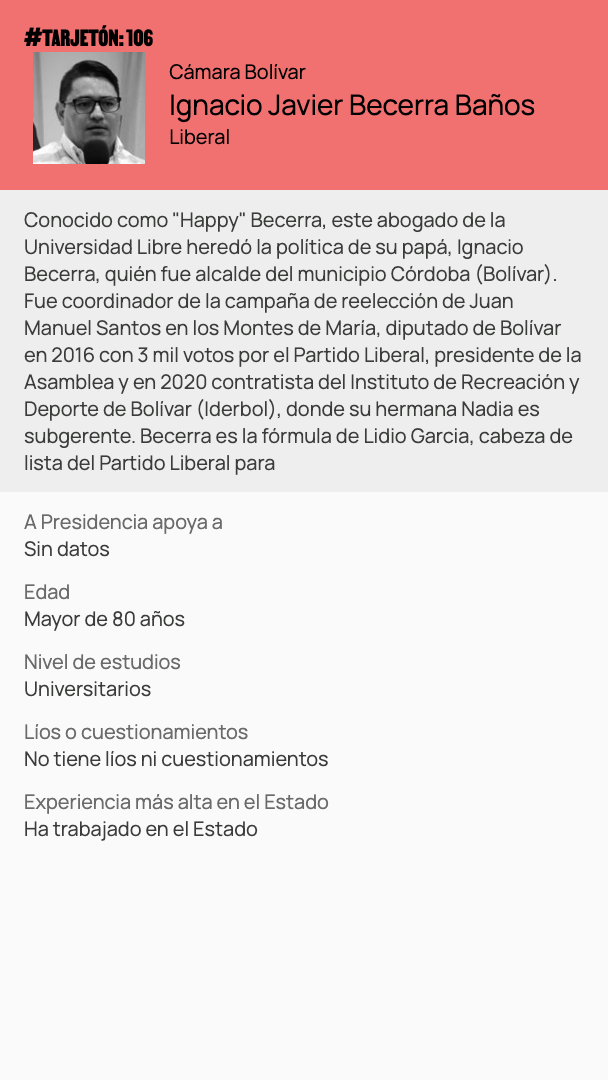 #TARJETÓN: 106
Cámara Bolívar
Ignacio Javier Becerra Baños
Liberal
Conocido como "Happy" Becerra, este abogado de la
Universidad Libre heredó la política de su papá, Ignacio
Becerra, quién fue alcalde del municipio Córdoba (Bolívar).
Fue coordinador de la campaña de reelección de Juan
Manuel Santos en los Montes de María, diputado de Bolívar
en 2016 con 3 mil votos por el Partido Liberal, presidente de la
Asamblea y en 2020 contratista del Instituto de Recreación y
Deporte de Bolívar (Iderbol), donde su hermana Nadia es
subgerente. Becerra es la fórmula de Lidio Garcia, cabeza de
lista del Partido Liberal para
A Presidencia apoya a
Sin datos
Edad
Mayor de 80 años
Nivel de estudios
Universitarios
Líos o cuestionamientos
No tiene líos ni cuestionamientos
Experiencia más alta en el Estado
Ha trabajado en el Estado